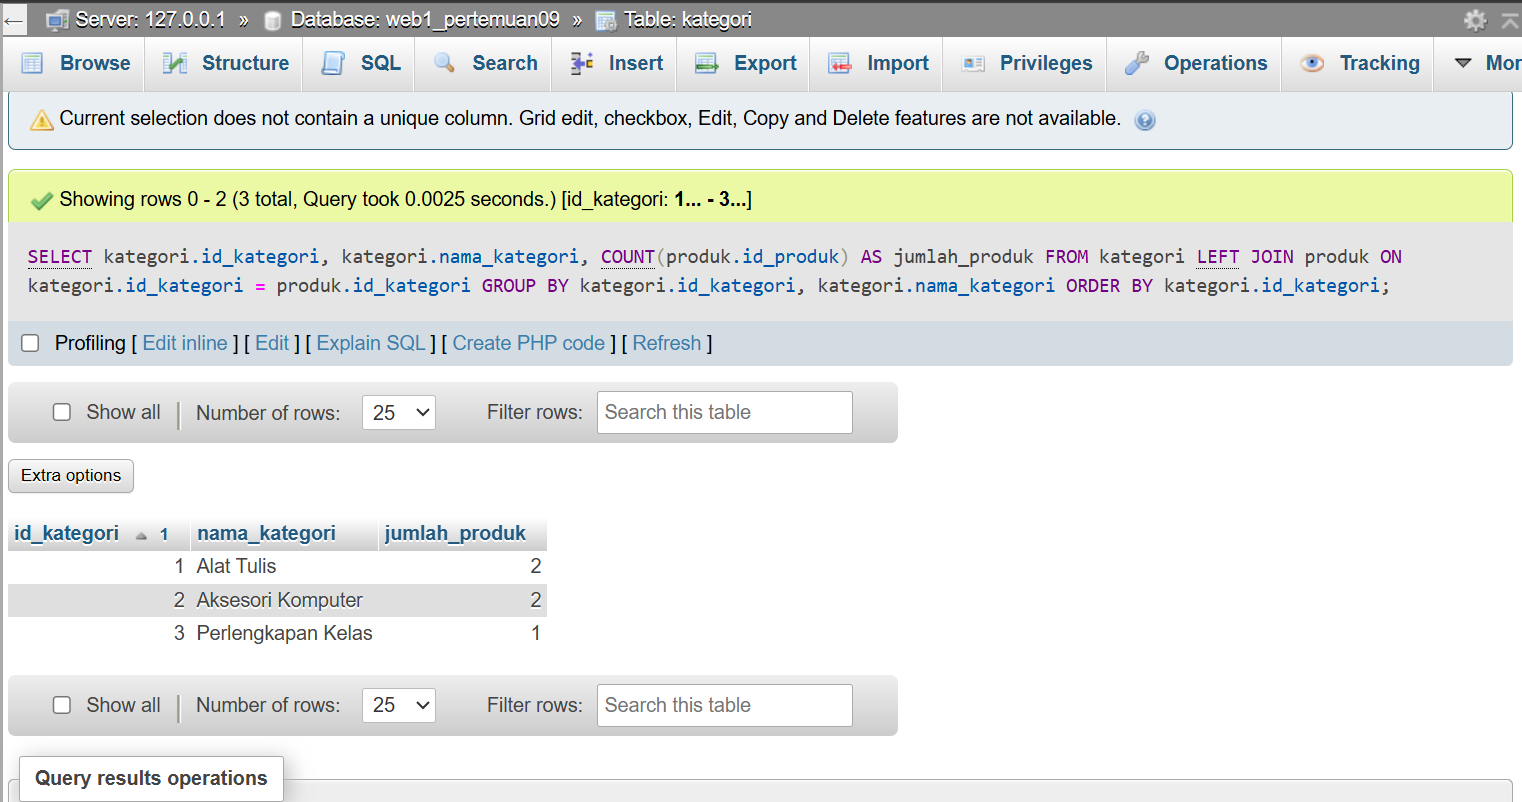 ← Server: 127.0.0.1 » Database: web1_pertemuan09 » Table: kategori
Browse Structure SQL Search Insert Export Import Privileges Operations Tracking Mor
Current selection does not contain a unique column. Grid edit, checkbox, Edit, Copy and Delete features are not available.
Showing rows 0 - 2 (3 total, Query took 0.0025 seconds.) [id_kategori: 1... - 3...]
SELECT kategori.id_kategori, kategori.nama_kategori, COUNT(produk.id_produk) AS jumlah_produk FROM kategori LEFT JOIN produk ON
kategori.id_kategori = produk.id_kategori GROUP BY kategori.id_kategori, kategori.nama_kategori ORDER BY kategori.id_kategori;
Profiling [ Edit inline ] [ Edit ] [ Explain SQL ] [ Create PHP code ] [ Refresh ]
Show all Number of rows: 25 Filter rows: Search this table
Extra options
id_kategori 1 nama_kategori jumlah_produk
1 Alat Tulis 2
2 Aksesori Komputer 2
3 Perlengkapan Kelas 1
Show all Number of rows: 25 Filter rows: Search this table
Query results operations